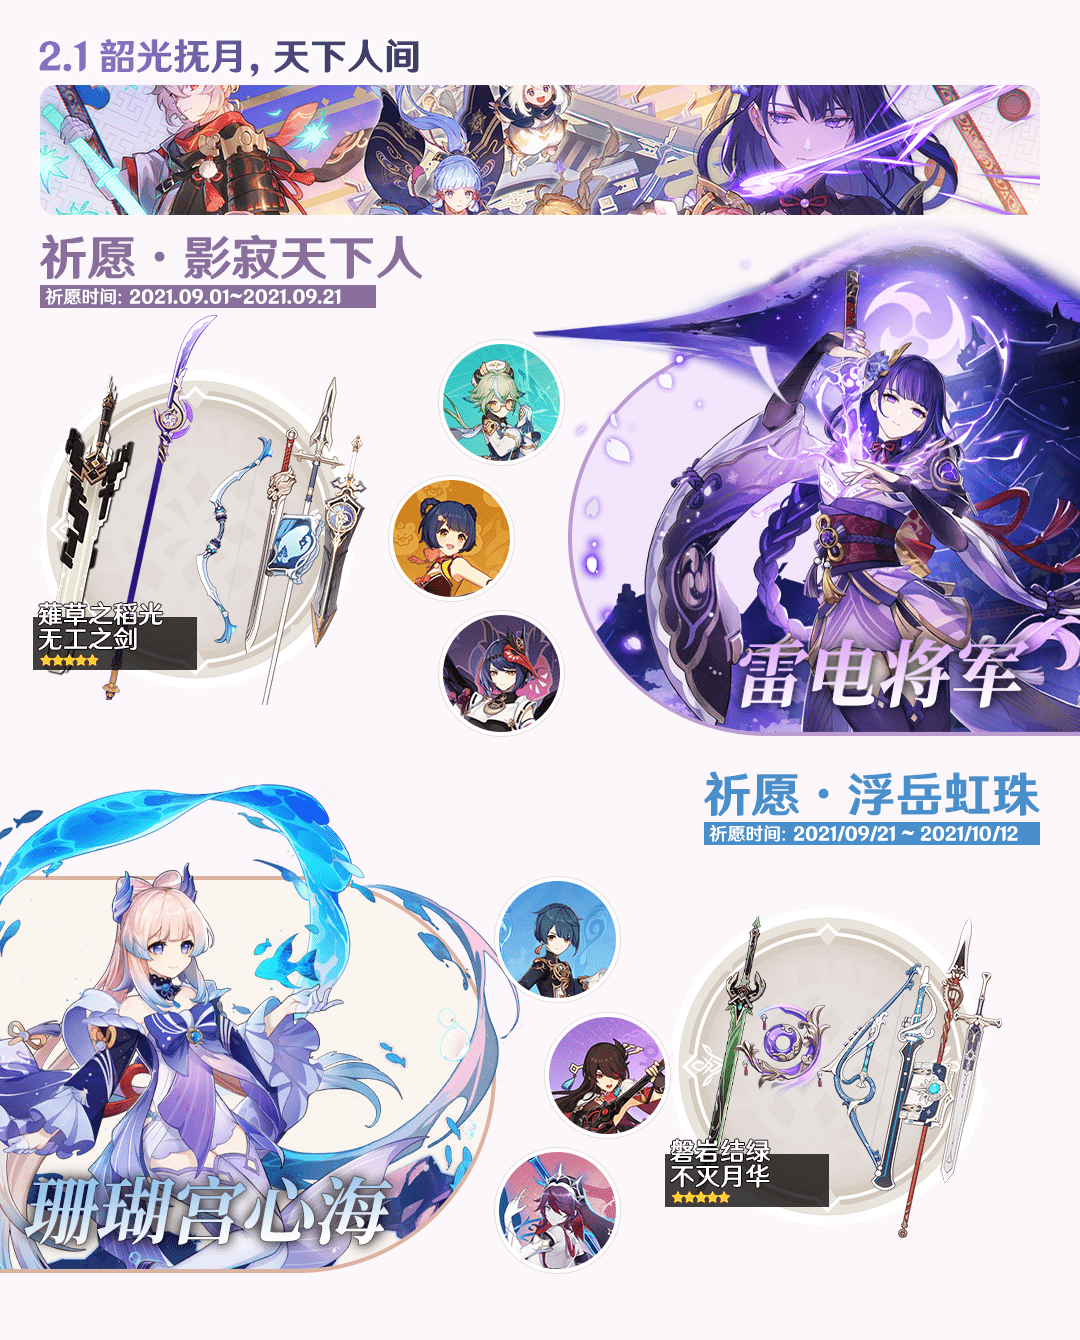 2.1 韶光抚月，天下人间
祈愿·影寂天下人
祈愿时间: 2021.09.01~2021.09.21
薙草之稻光
无工之剑
雷电将军
祈愿·浮岳虹珠
祈愿时间: 2021/09/21 ~ 2021/10/12
磐岩结绿
不灭月华
珊瑚宫心海